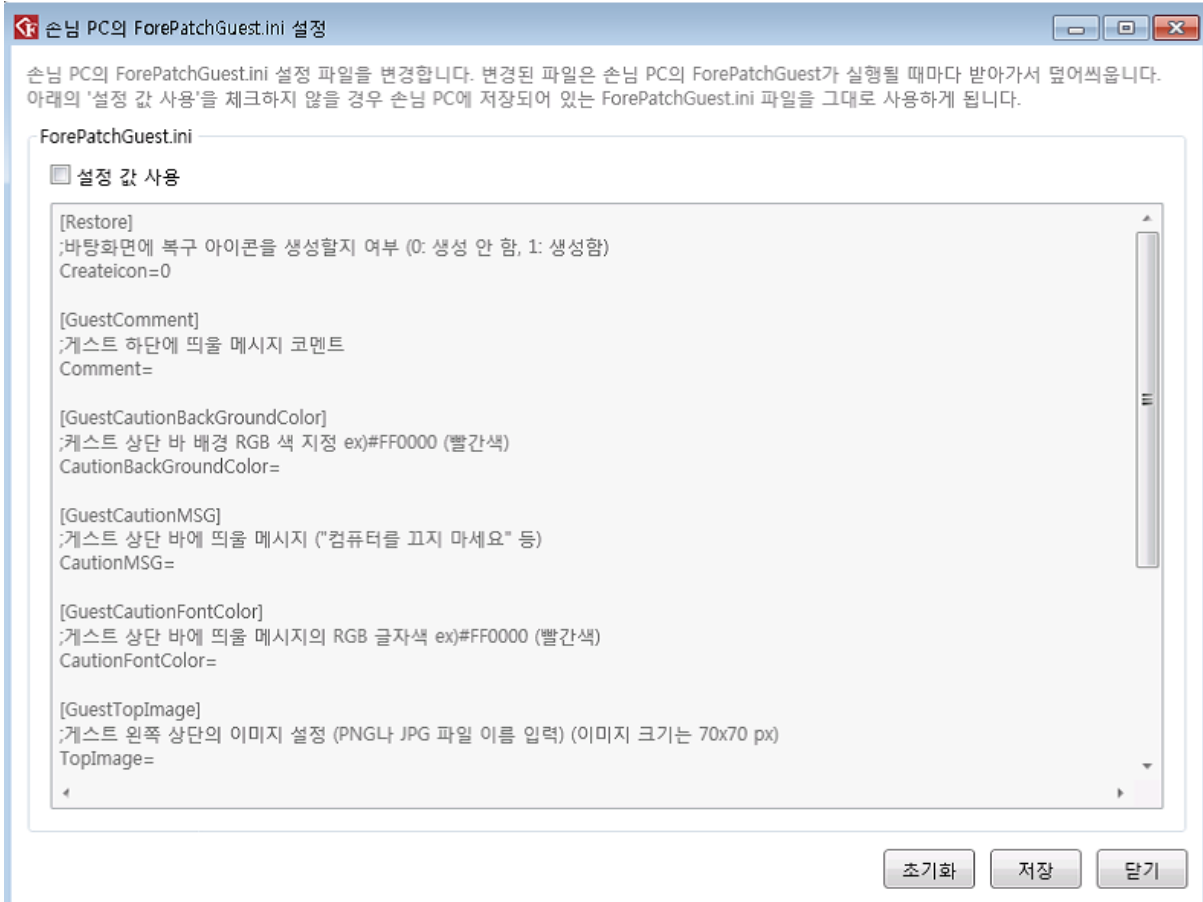 손님 PC의 ForePatchGuest.ini 설정
손님 PC의 ForePatchGuest.ini 설정 파일을 변경합니다. 변경된 파일은 손님 PC의 ForePatchGuest가 실행될 때마다 받아가서 덮어씌웁니다.
아래의 '설정 값 사용'을 체크하지 않을 경우 손님 PC에 저장되어 있는 ForePatchGuest.ini 파일을 그대로 사용하게 됩니다.
ForePatchGuest.ini
설정 값 사용
[Restore]
;바탕화면에 복구 아이콘을 생성할지 여부 (0: 생성 안 함, 1: 생성함)
Createicon=0
[GuestComment]
;게스트 하단에 띄울 메시지 코멘트
Comment=
[GuestCautionBackGroundColor]
;케스트 상단 바 배경 RGB 색 지정 ex)#FF0000 (빨간색)
CautionBackGroundColor=
[GuestCautionMSG]
;게스트 상단 바에 띄울 메시지 ("컴퓨터를 끄지 마세요" 등)
CautionMSG=
[GuestCautionFontColor]
;게스트 상단 바에 띄울 메시지의 RGB 글자색 ex)#FF0000 (빨간색)
CautionFontColor=
[GuestTopImage]
;게스트 왼쪽 상단의 이미지 설정 (PNG나 JPG 파일 이름 입력) (이미지 크기는 70x70 px)
TopImage=
초기화 저장 닫기